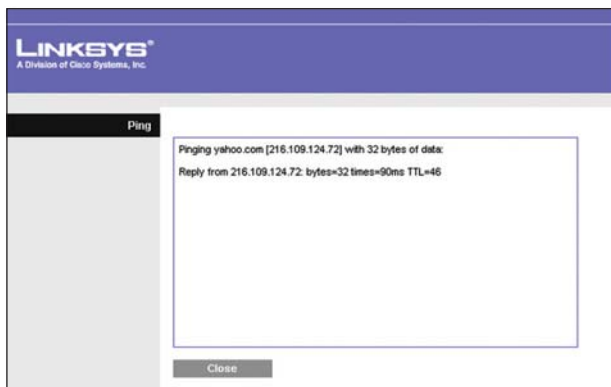 LINKSYS®
A Division of Cisco Systems, Inc.
Ping
Pinging yahoo.com [216.109.124.72] with 32 bytes of data:
Reply from 216.109.124.72: bytes=32 times=90ms TTL=46
Close